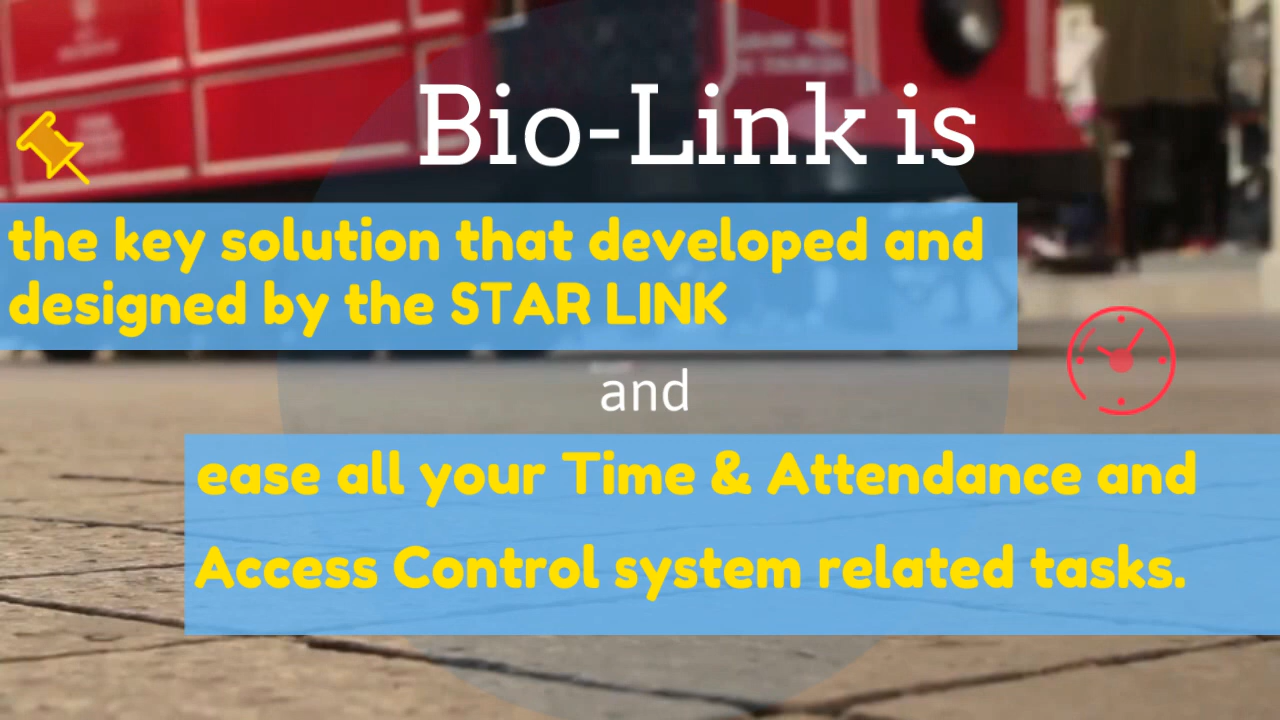 Bio-Link is
the key solution that developed and
designed by the STAR LINK
and
ease all your Time & Attendance and
Access Control system related tasks.